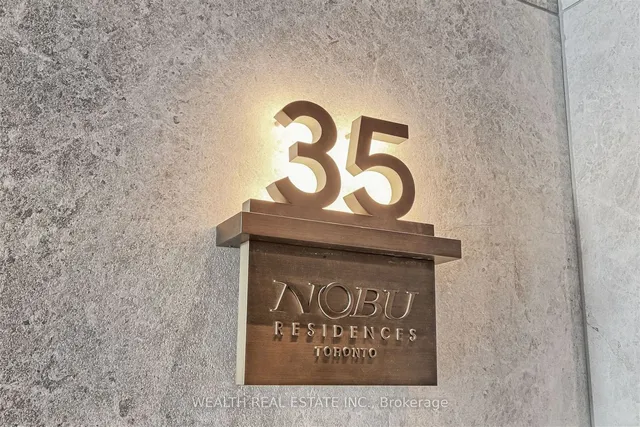 35
NOBU
RESIDENCES
TORONTO
WEALTH REAL ESTATE INC., Brokerage